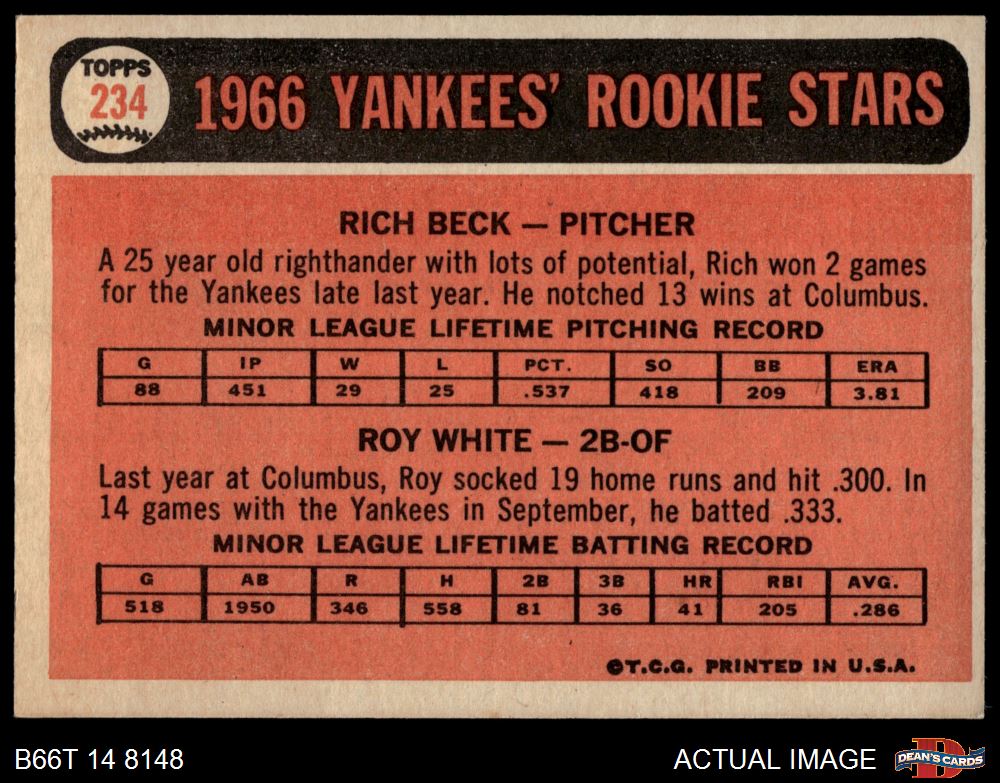 TOPPS
234
1966 YANKEES' ROOKIE STARS
RICH BECK — PITCHER
A 25 year old righthander with lots of potential, Rich won 2 games
for the Yankees late last year. He notched 13 wins at Columbus.
MINOR LEAGUE LIFETIME PITCHING RECORD
G IP W L PCT. SO BB ERA
88 451 29 25 .537 418 209 3.81
ROY WHITE — 2B-OF
Last year at Columbus, Roy socked 19 home runs and hit .300. In
14 games with the Yankees in September, he batted .333.
MINOR LEAGUE LIFETIME BATTING RECORD
G AB R H 2B 3B HR RBI AVG.
518 1950 346 558 81 36 41 205 .286
©T.C.G. PRINTED IN U.S.A.
B66T 14 8148
ACTUAL IMAGE
D
DEAN'S CARDS